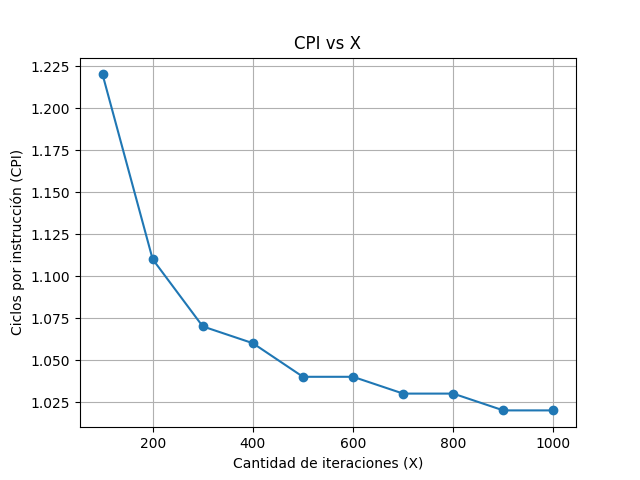 CPI vs X
1.225
1.200
1.175
1.150
1.125
1.100
1.075
1.050
1.025
Ciclos por instrucción (CPI)
200 400 600 800 1000
Cantidad de iteraciones (X)